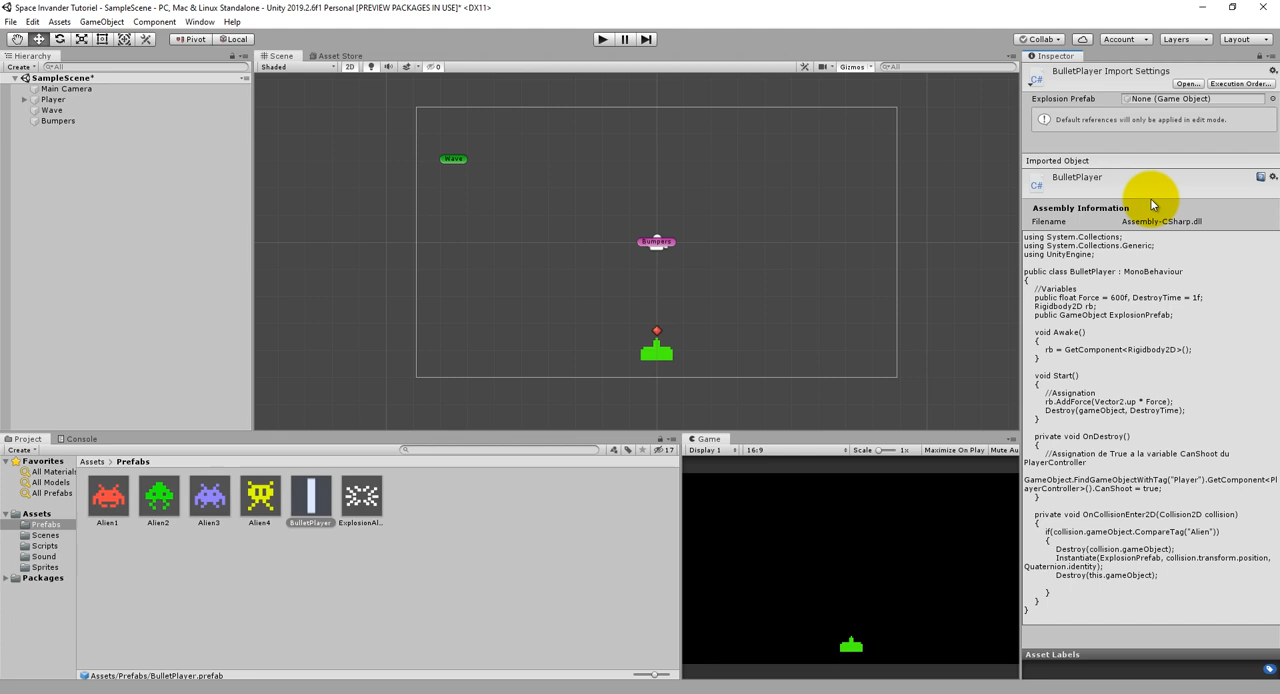 Space Invander Tutoriel - SampleScene - PC, Mac & Linux Standalone - Unity 2019.2.6f1 Personal [PREVIEW PACKAGES IN USE]* <DX11>
File Edit Assets GameObject Component Window Help
Pivot Local Collab Account Layers Layout
Hierarchy
Create All
SampleScene*
Main Camera
Player
Wave
Bumpers
Scene Asset Store
Shaded 2D 0 Gizmos All
Wave
Bumpers
Project Console
Create 17
Favorites
All Materials
All Models
All Prefabs
Assets
Prefabs
Scenes
Scripts
Sound
Sprites
Packages
Assets > Prefabs
Alien1 Alien2 Alien3 Alien4 BulletPlayer ExplosionAl...
Assets/Prefabs/BulletPlayer.prefab
Game
Display 1 16:9 Scale 1x Maximize On Play Mute Au
Inspector
BulletPlayer Import Settings
Open... Execution Order...
Explosion Prefab None (Game Object)
Default references will only be applied in edit mode.
Imported Object
BulletPlayer
Assembly Information
Filename Assembly-CSharp.dll
using System.Collections;
using System.Collections.Generic;
using UnityEngine;
public class BulletPlayer : MonoBehaviour
{
//Variables
public float Force = 600f, DestroyTime = 1f;
Rigidbody2D rb;
public GameObject ExplosionPrefab;
void Awake()
{
rb = GetComponent<Rigidbody2D>();
}
void Start()
{
//Assignation
rb.AddForce(Vector2.up * Force);
Destroy(gameObject, DestroyTime);
}
private void OnDestroy()
{
//Assignation de True a la variable CanShoot du
PlayerController
GameObject.FindGameObjectWithTag("Player").GetComponent<Pl
ayerController>().CanShoot = true;
}
private void OnCollisionEnter2D(Collision2D collision)
{
if(collision.gameObject.CompareTag("Alien"))
{
Destroy(collision.gameObject);
Instantiate(ExplosionPrefab, collision.transform.position,
Quaternion.identity);
Destroy(this.gameObject);
}
}
}
Asset Labels